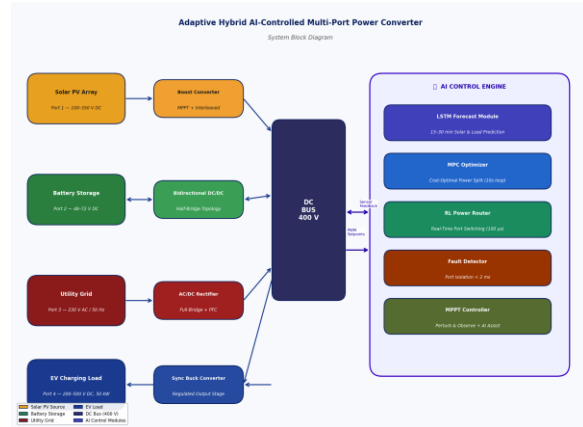 Adaptive Hybrid AI-Controlled Multi-Port Power Converter
System Block Diagram
Solar PV Array
Port 1 — 200-350 V DC
Boost Converter
MPPT + Interleaved
Battery Storage
Port 2 — 48-72 V DC
Bidirectional DC/DC
Half-Bridge Topology
Utility Grid
Port 3 — 230 V AC / 50 Hz
AC/DC Rectifier
Full-Bridge + PFC
EV Charging Load
Port 4 — 200-500 V DC, 50 kW
Sync Buck Converter
Regulated Output Stage
DC
BUS
400 V
Sensor
Feedback
PWM
Setpoints
AI CONTROL ENGINE
LSTM Forecast Module
15-30 min Solar & Load Prediction
MPC Optimizer
Cost-Optimal Power Split (10s loop)
RL Power Router
Real-Time Port Switching (100 μs)
Fault Detector
Port Isolation < 2 ms
MPPT Controller
Perturb & Observe + AI Assist
Solar PV Source
Battery Storage
Utility Grid
EV Load
DC Bus (400 V)
AI Control Modules